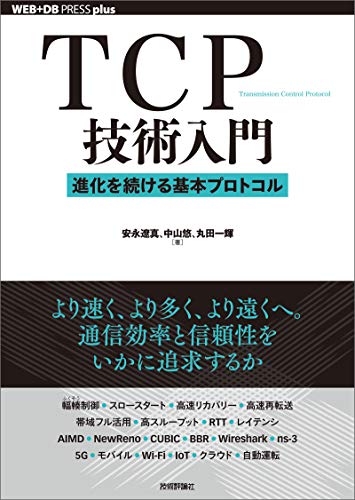 WEB+DB PRESS plus
TCP
Transmission Control Protocol
技術入門
進化を続ける基本プロトコル
安永遼真、中山悠、丸田一輝
[著]
より速く、より多く、より遠くへ。
通信効率と信頼性を
いかに追求するか
ふくそう
輻輳制御・スロースタート・高速リカバリー・高速再転送
帯域フル活用・高スループット・RTT・レイテンシ
AIMD・NewReno・CUBIC・BBR・Wireshark・ns-3
5G・モバイル・Wi-Fi・IoT・クラウド・自動運転
技術評論社